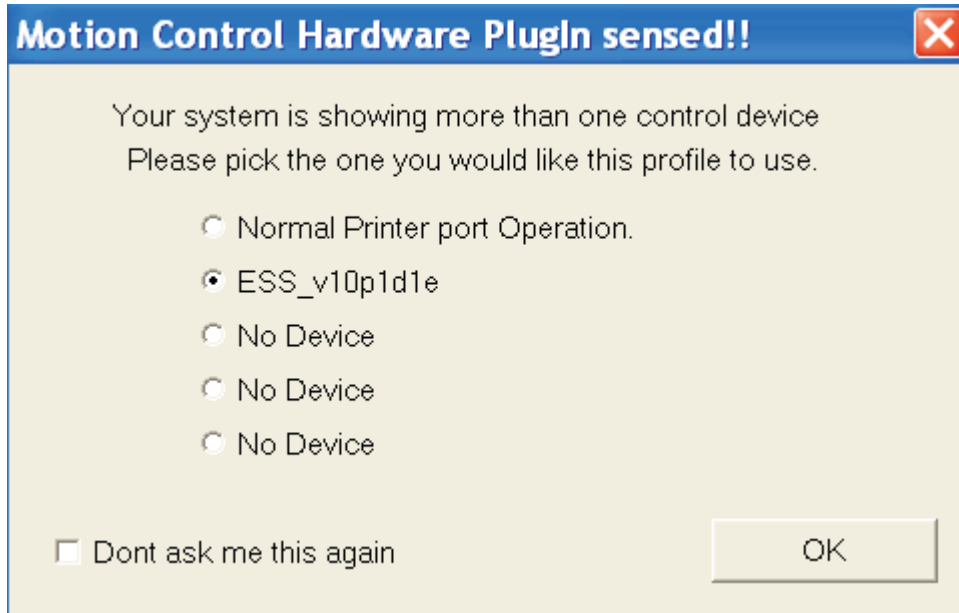 Motion Control Hardware PlugIn sensed!!
Your system is showing more than one control device
Please pick the one you would like this profile to use.
Normal Printer port Operation.
ESS_v10p1d1e
No Device
No Device
No Device
Dont ask me this again
OK